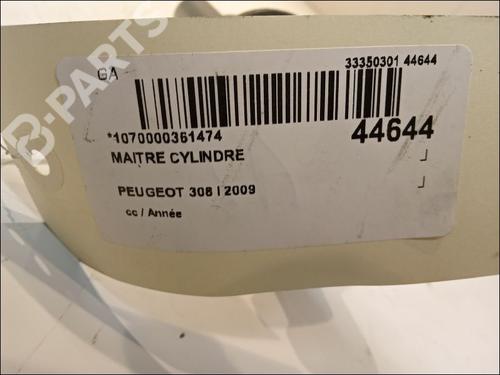 GA
33350301 44644
*1070000361474
44644
MAITRE CYLINDRE
PEUGEOT 308 I 2009
cc / Année
B-PARTS